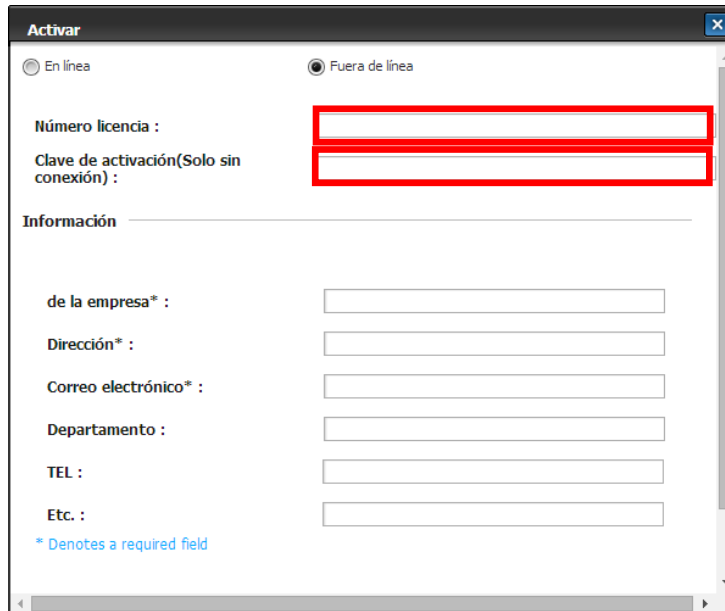 Activar
En línea Fuera de línea
Número licencia :
Clave de activación(Solo sin
conexión) :
Información
de la empresa* :
Dirección* :
Correo electrónico* :
Departamento :
TEL :
Etc. :
* Denotes a required field